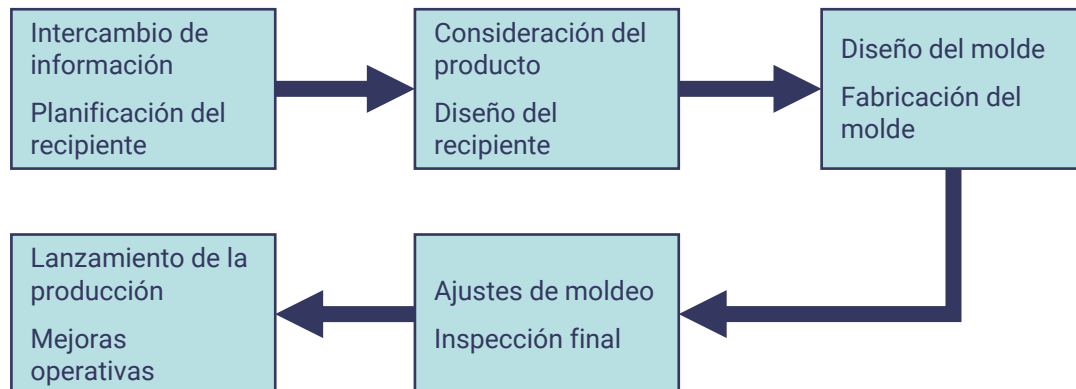 Intercambio de
información
Planificación del
recipiente
Consideración del
producto
Diseño del
recipiente
Diseño del molde
Fabricación del
molde
Ajustes de moldeo
Inspección final
Lanzamiento de la
producción
Mejoras
operativas